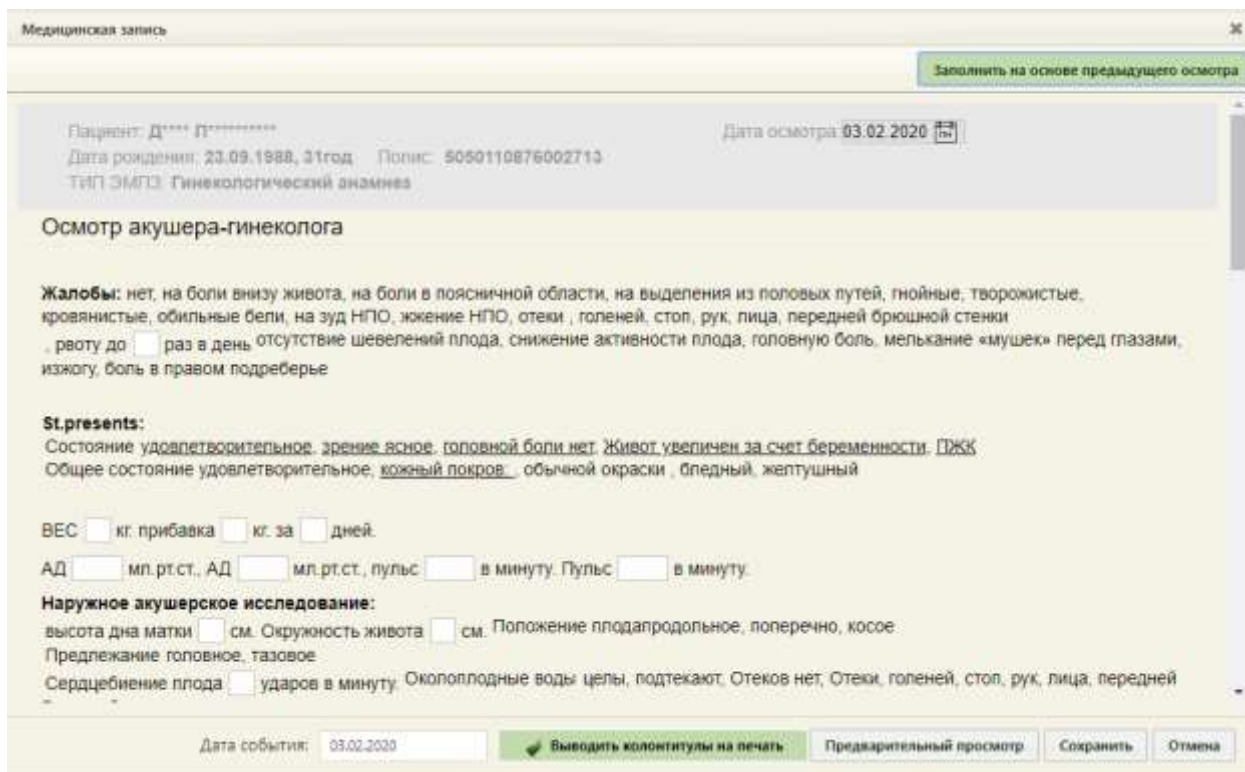 Медицинская запись
Заполнить на основе предыдущего осмотра
Пациент: Д**** П********** Дата осмотра: 03.02.2020
Дата рождения: 23.09.1988, 31год Полис: 5050110876002713
ТИП ЭМПЗ: Гинекологический анамнез
Осмотр акушера-гинеколога
Жалобы: нет, на боли внизу живота, на боли в поясничной области, на выделения из половых путей, гнойные, творожистые,
кровянистые, обильные бели, на зуд НПО, жжение НПО, отеки , голеней, стоп, рук, лица, передней брюшной стенки
, рвоту до раз в день отсутствие шевелений плода, снижение активности плода, головную боль, мелькание «мушек» перед глазами,
изжогу, боль в правом подреберье
St.presents:
Состояние удовлетворительное, зрение ясное, головной боли нет, Живот увеличен за счет беременности, ПЖК
Общее состояние удовлетворительное, кожный покров: , обычной окраски , бледный, желтушный
ВЕС кг. прибавка кг. за дней.
АД мл.рт.ст., АД мл.рт.ст., пульс в минуту. Пульс в минуту.
Наружное акушерское исследование:
высота дна матки см. Окружность живота см. Положение плодапродольное, поперечно, косое
Предлежание головное, тазовое
Сердцебиение плода ударов в минуту. Околоплодные воды целы, подтекают, Отеков нет, Отеки, голеней, стоп, рук, лица, передней
Дата события: 03.02.2020 Выводить колонтитулы на печать Предварительный просмотр Сохранить Отмена